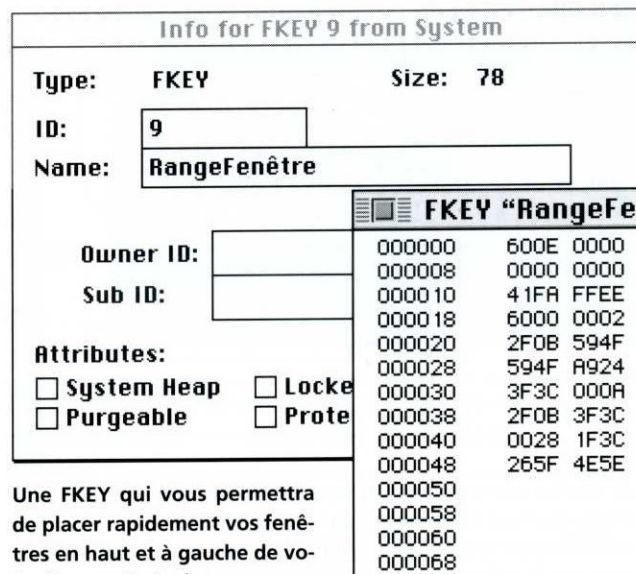 Info for FKEY 9 from System
Type: FKEY Size: 78
ID: 9
Name: RangeFenêtre
Owner ID:
Sub ID:
Attributes:
System Heap Locke
Purgeable Prote
FKEY “RangeFe
000000 600E 0000
000008 0000 0000
000010 41FA FFEE
000018 6000 0002
000020 2F0B 594F
000028 594F A924
000030 3F3C 000A
000038 2F0B 3F3C
000040 0028 1F3C
000048 265F 4E5E
000050
000058
000060
000068
Une FKEY qui vous permettra
de placer rapidement vos fenê-
tres en haut et à gauche de vo-